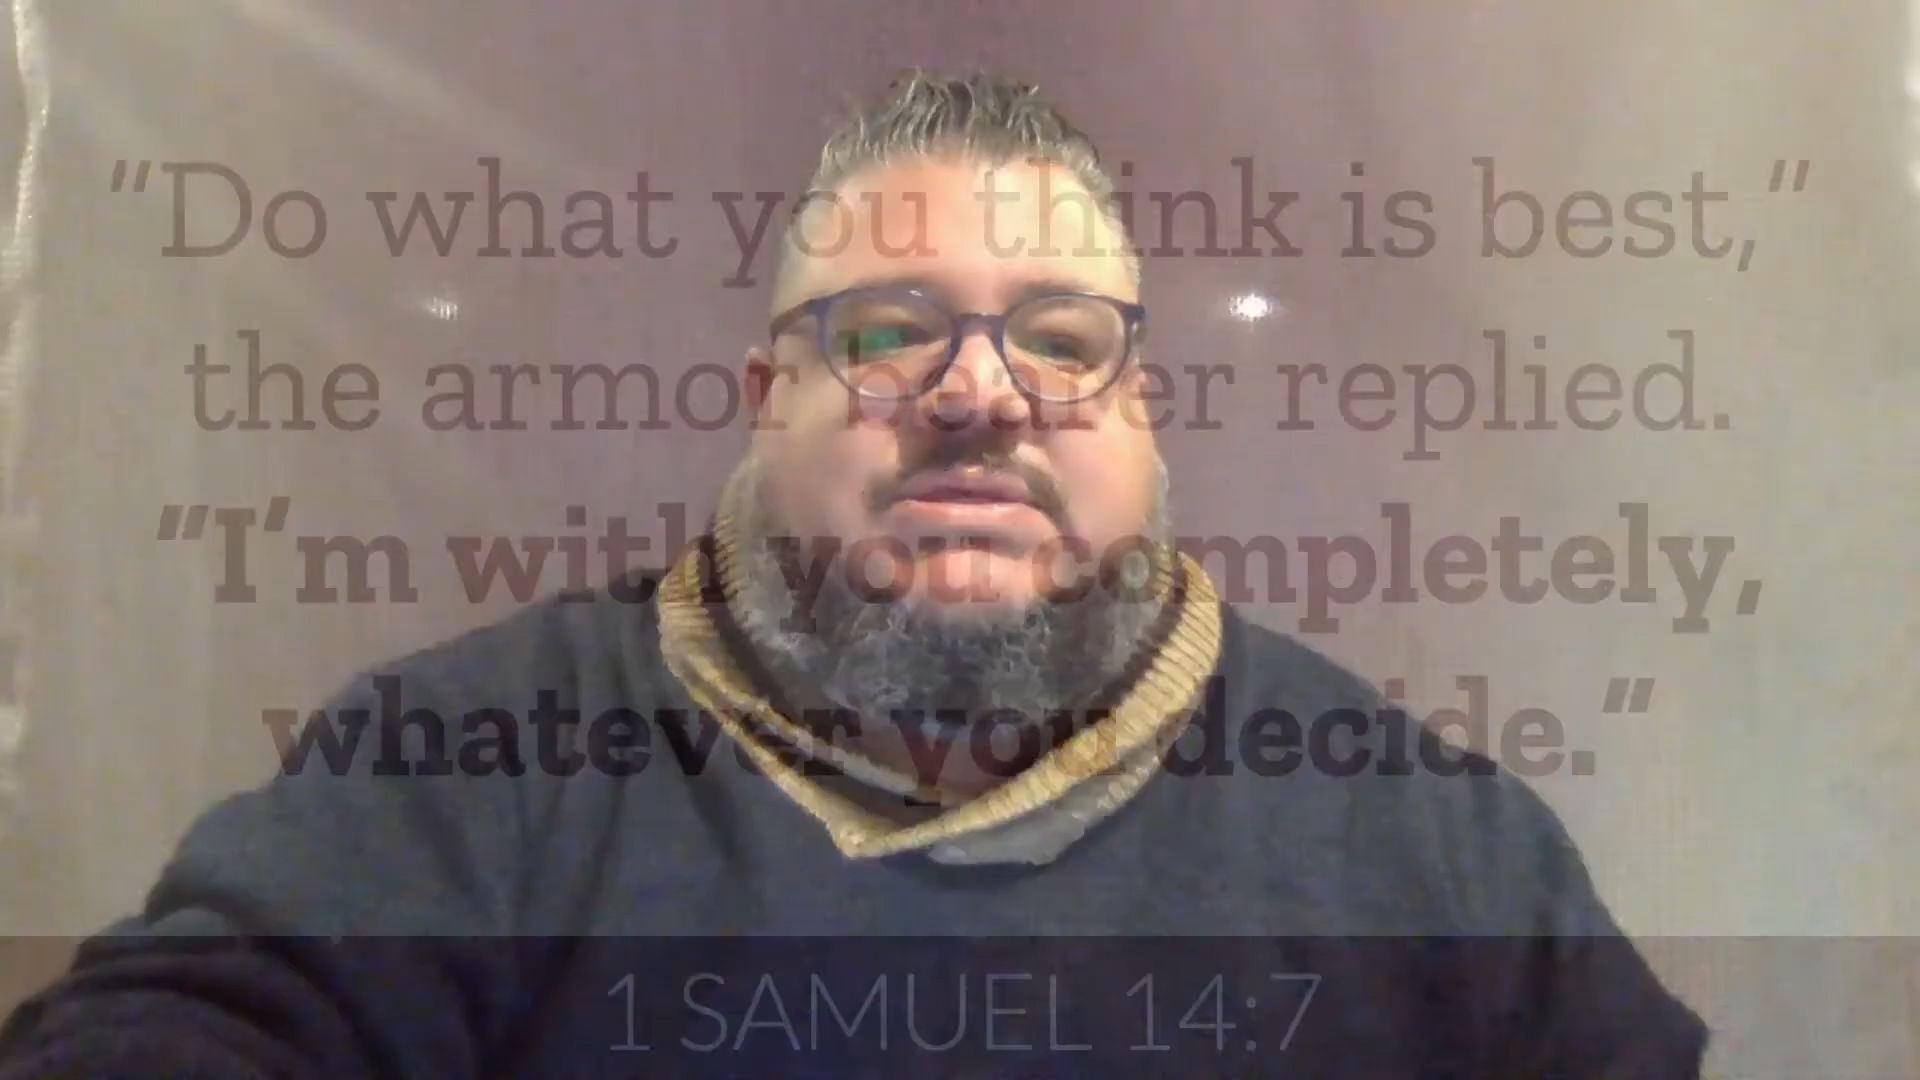 “Do what you think is best,”
the armor bearer replied.
“I’m with you completely,
whatever you decide.”
1 SAMUEL 14:7